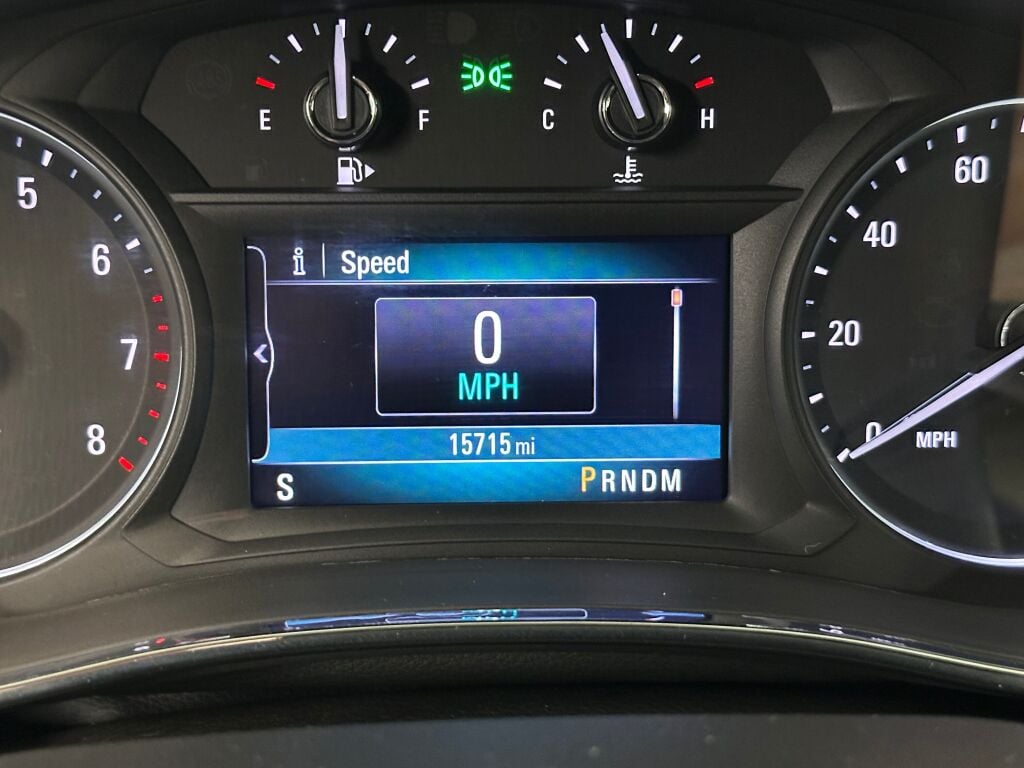 E F
C H
5
6
7
8
i Speed
0
MPH
15715 mi
S PRNDM
60
40
20
0 MPH